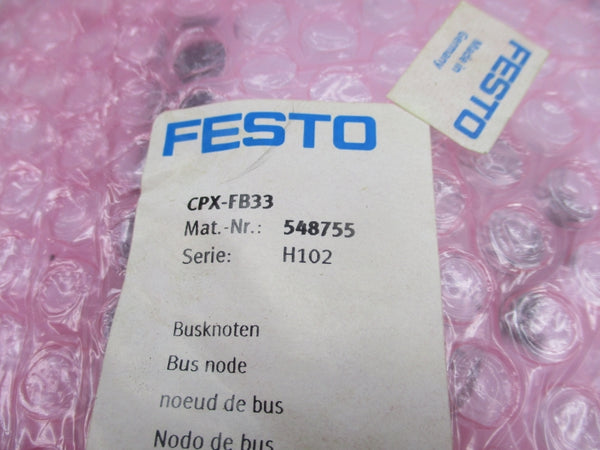 FESTO
CPX-FB33
Mat.-Nr.: 548755
Serie: H102
Busknoten
Bus node
noeud de bus
Nodo de bus
FESTO
Made in
Germany